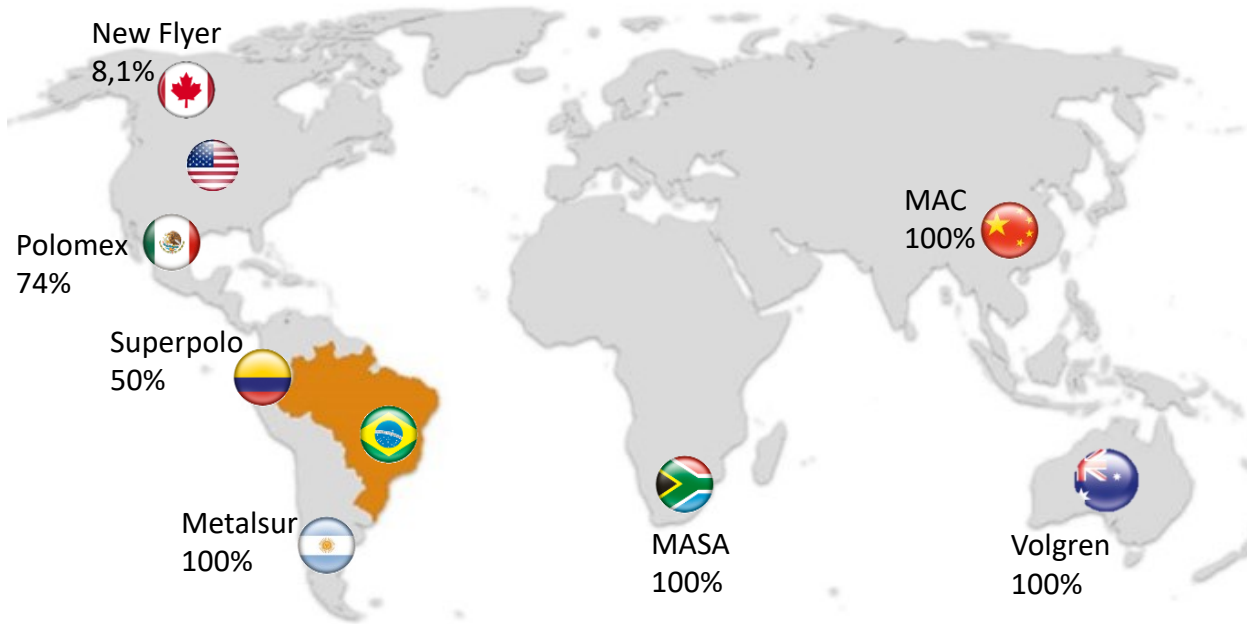 New Flyer
8,1%
Polomex
74%
Superpolo
50%
Metalsur
100%
MASA
100%
MAC
100%
Volgren
100%